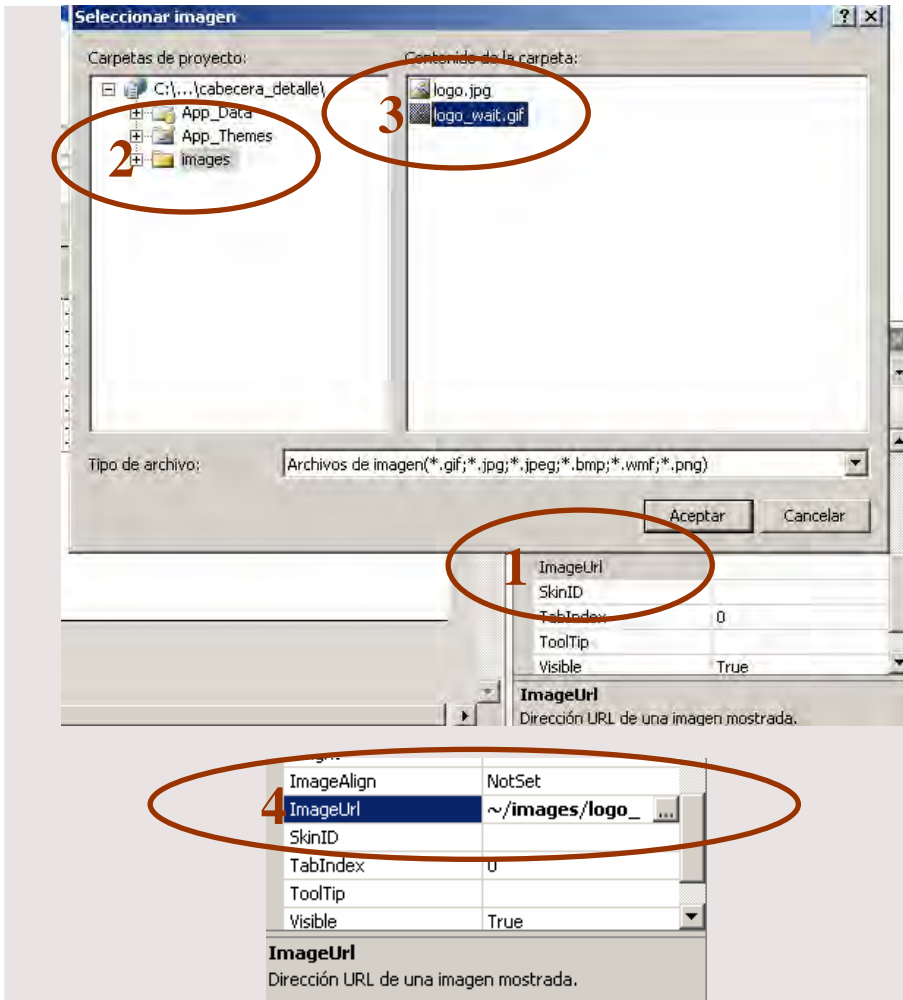 Seleccionar imagen
Carpetas de proyecto:
Contenido de la carpeta:
C:\...\cabecera_detalle\
App_Data
App_Themes
images
2
logo.jpg
logo_wait.gif
3
Tipo de archivo:
Archivos de imagen(*.gif;*.jpg;*.jpeg;*.bmp;*.wmf;*.png)
Aceptar
Cancelar
1
ImageUrl
SkinID
TabIndex 0
ToolTip
Visible True
ImageUrl
Dirección URL de una imagen mostrada.
ImageAlign NotSet
4
ImageUrl ~/images/logo_ ...
SkinID
TabIndex 0
ToolTip
Visible True
ImageUrl
Dirección URL de una imagen mostrada.